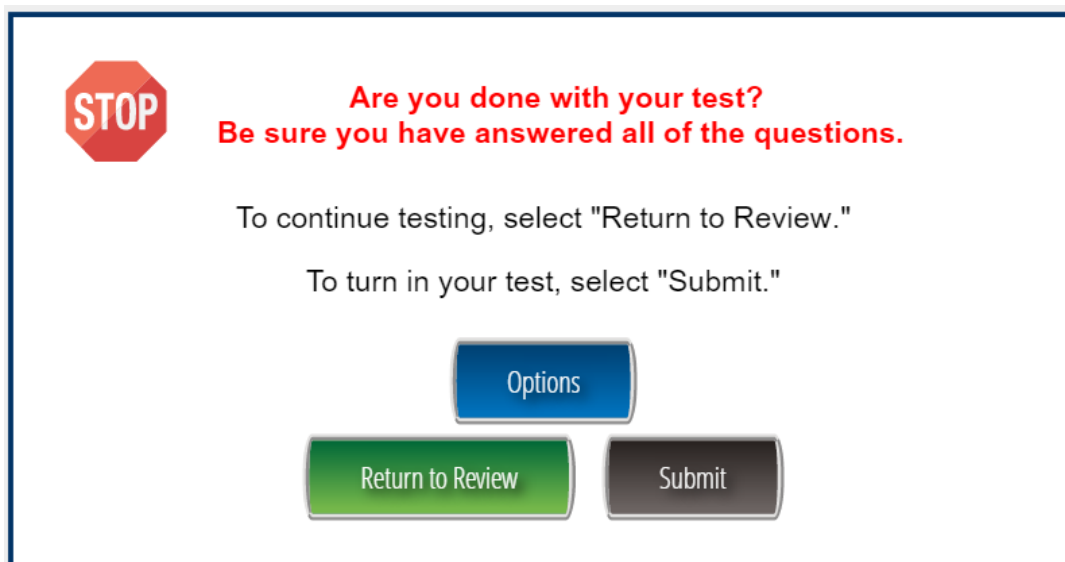 STOP
Are you done with your test?
Be sure you have answered all of the questions.
To continue testing, select "Return to Review."
To turn in your test, select "Submit."
Options
Return to Review
Submit